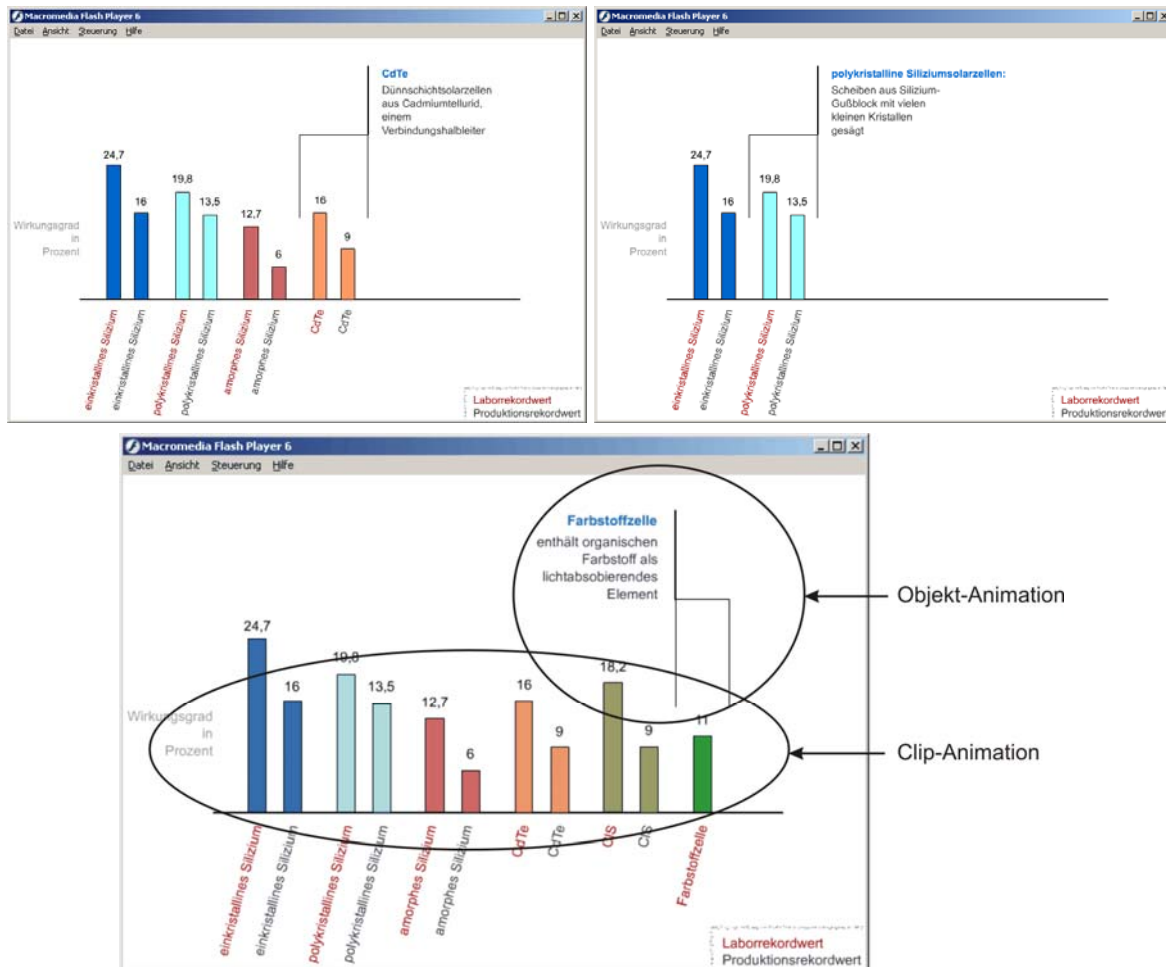 Macromedia Flash Player 6
Datei Ansicht Steuerung Hilfe
CdTe
Dünnschichtsolarzellen
aus Cadmiumtellurid,
einem
Verbindungshalbleiter
24,7
16
19,8
13,5
12,7
6
16
9
Wirkungsgrad
in
Prozent
einkristallines Silizium
einkristallines Silizium
polykristallines Silizium
polykristallines Silizium
amorphes Silizium
amorphes Silizium
CdTe
CdTe
Laborrekordwert
Produktionsrekordwert
Macromedia Flash Player 6
Datei Ansicht Steuerung Hilfe
polykristalline Siliziumsolarzellen:
Scheiben aus Silizium-
Gußblock mit vielen
kleinen Kristallen
gesägt
24,7
16
19,8
13,5
Wirkungsgrad
in
Prozent
einkristallines Silizium
einkristallines Silizium
polykristallines Silizium
polykristallines Silizium
Laborrekordwert
Produktionsrekordwert
Macromedia Flash Player 6
Datei Ansicht Steuerung Hilfe
Farbstoffzelle
enthält organischen
Farbstoff als
lichtabsobierendes
Element
Objekt-Animation
24,7
16
19,8
13,5
12,7
6
16
9
18,2
9
11
Wirkungsgrad
in
Prozent
Clip-Animation
einkristallines Silizium
einkristallines Silizium
polykristallines Silizium
polykristallines Silizium
amorphes Silizium
amorphes Silizium
CdTe
CdTe
CIS
CIS
Farbstoffzelle
Laborrekordwert
Produktionsrekordwert